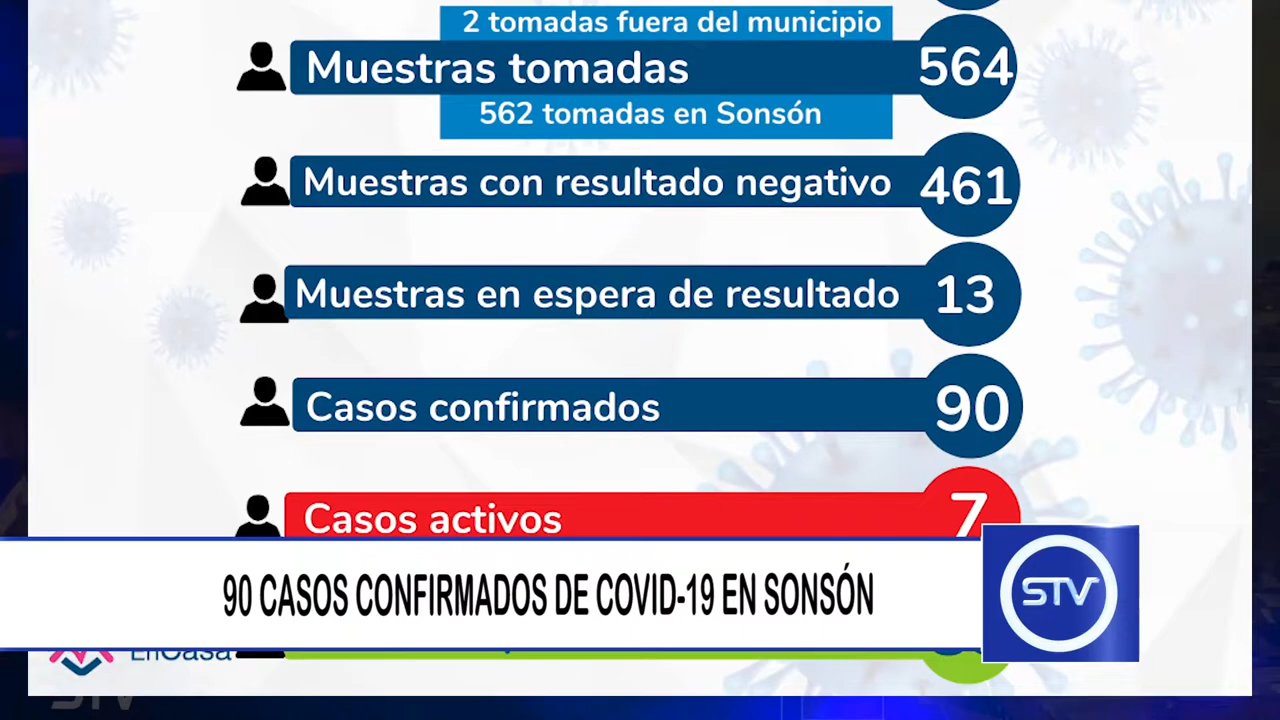 2 tomadas fuera del municipio
Muestras tomadas 564
562 tomadas en Sonsón
Muestras con resultado negativo 461
Muestras en espera de resultado 13
Casos confirmados 90
Casos activos 7
90 CASOS CONFIRMADOS DE COVID-19 EN SONSÓN
STV
EnCasa
STV